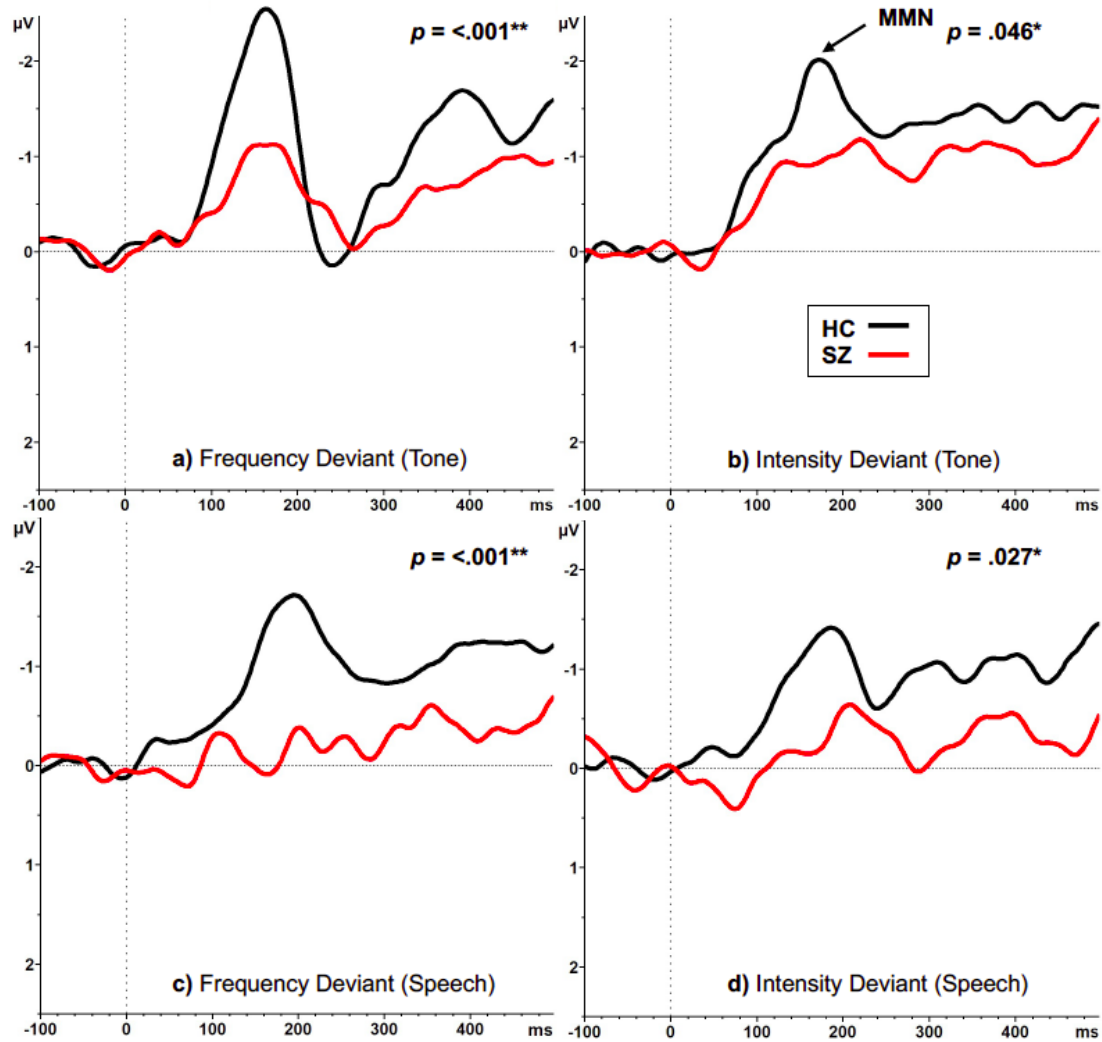 µV
p = <.001**
-2
-1
0
1
2
a) Frequency Deviant (Tone)
-100 0 100 200 300 400 ms
µV
MMN
p = .046*
-2
-1
0
1
2
HC
SZ
b) Intensity Deviant (Tone)
-100 0 100 200 300 400 ms
µV
p = <.001**
-2
-1
0
1
2
c) Frequency Deviant (Speech)
-100 0 100 200 300 400 ms
µV
p = .027*
-2
-1
0
1
2
d) Intensity Deviant (Speech)
-100 0 100 200 300 400 ms